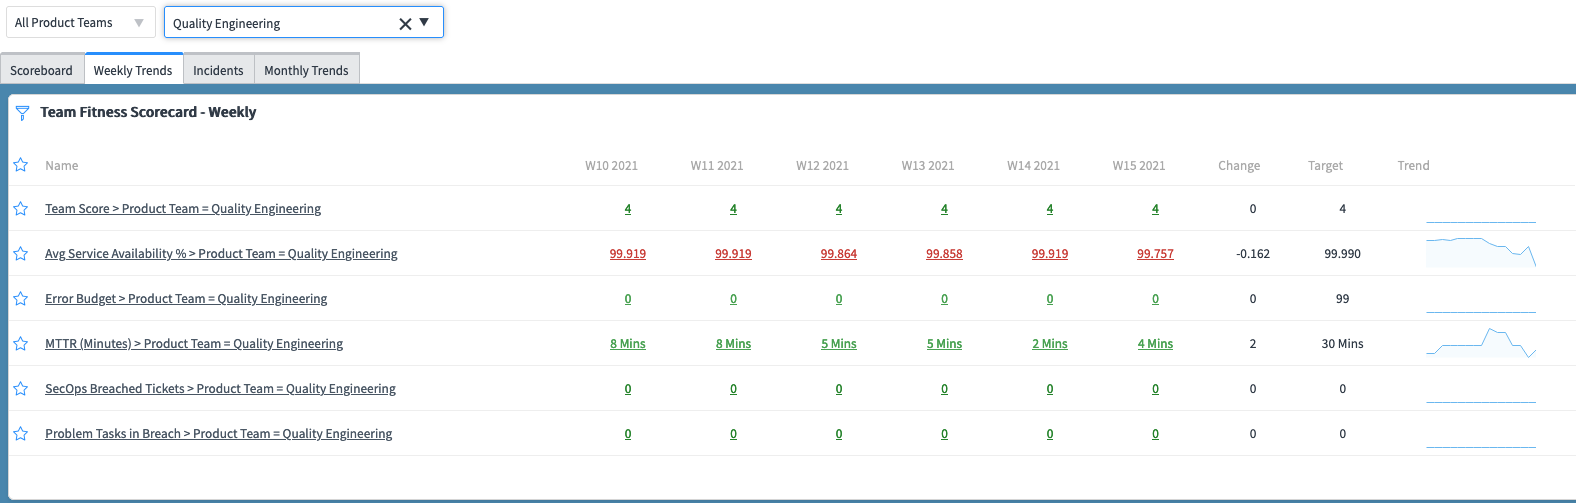 All Product Teams Quality Engineering
Scoreboard Weekly Trends Incidents Monthly Trends
Team Fitness Scorecard - Weekly
Name W10 2021 W11 2021 W12 2021 W13 2021 W14 2021 W15 2021 Change Target Trend
Team Score > Product Team = Quality Engineering 4 4 4 4 4 4 0 4
Avg Service Availability % > Product Team = Quality Engineering 99.919 99.919 99.864 99.858 99.919 99.757 -0.162 99.990
Error Budget > Product Team = Quality Engineering 0 0 0 0 0 0 0 99
MTTR (Minutes) > Product Team = Quality Engineering 8 Mins 8 Mins 5 Mins 5 Mins 2 Mins 4 Mins 2 30 Mins
SecOps Breached Tickets > Product Team = Quality Engineering 0 0 0 0 0 0 0 0
Problem Tasks in Breach > Product Team = Quality Engineering 0 0 0 0 0 0 0 0